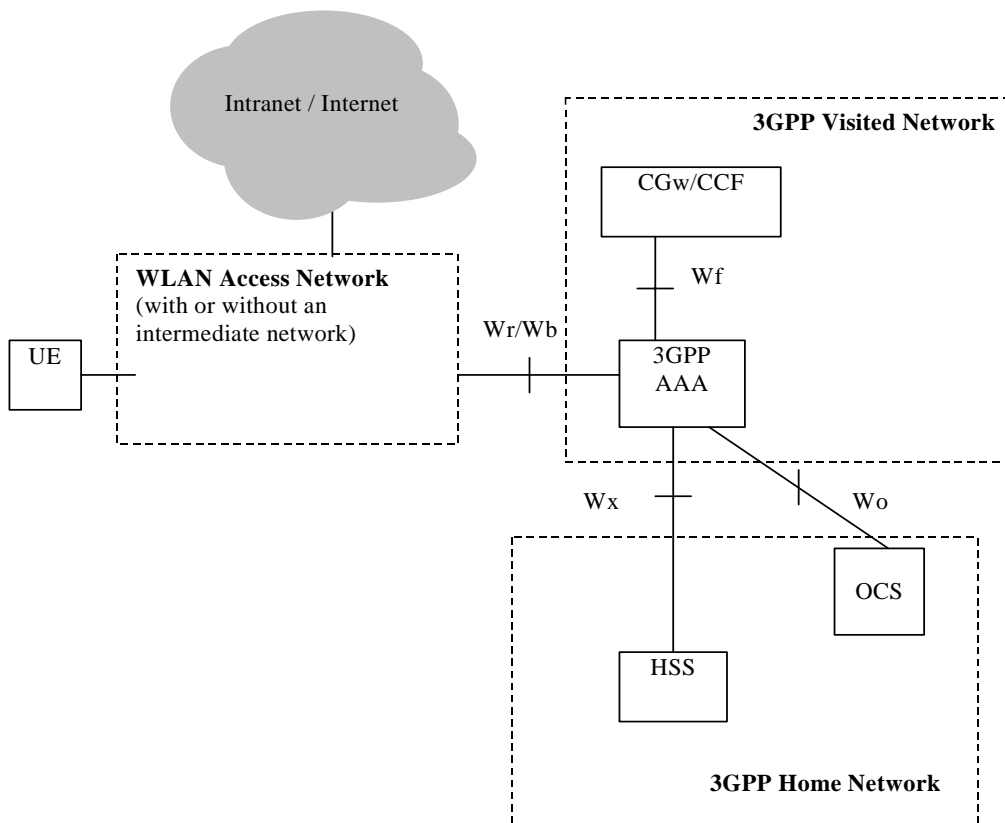 Intranet / Internet
3GPP Visited Network
CGw/CCF
Wf
WLAN Access Network
(with or without an
intermediate network)
Wr/Wb
UE
3GPP
AAA
Wx
Wo
OCS
HSS
3GPP Home Network